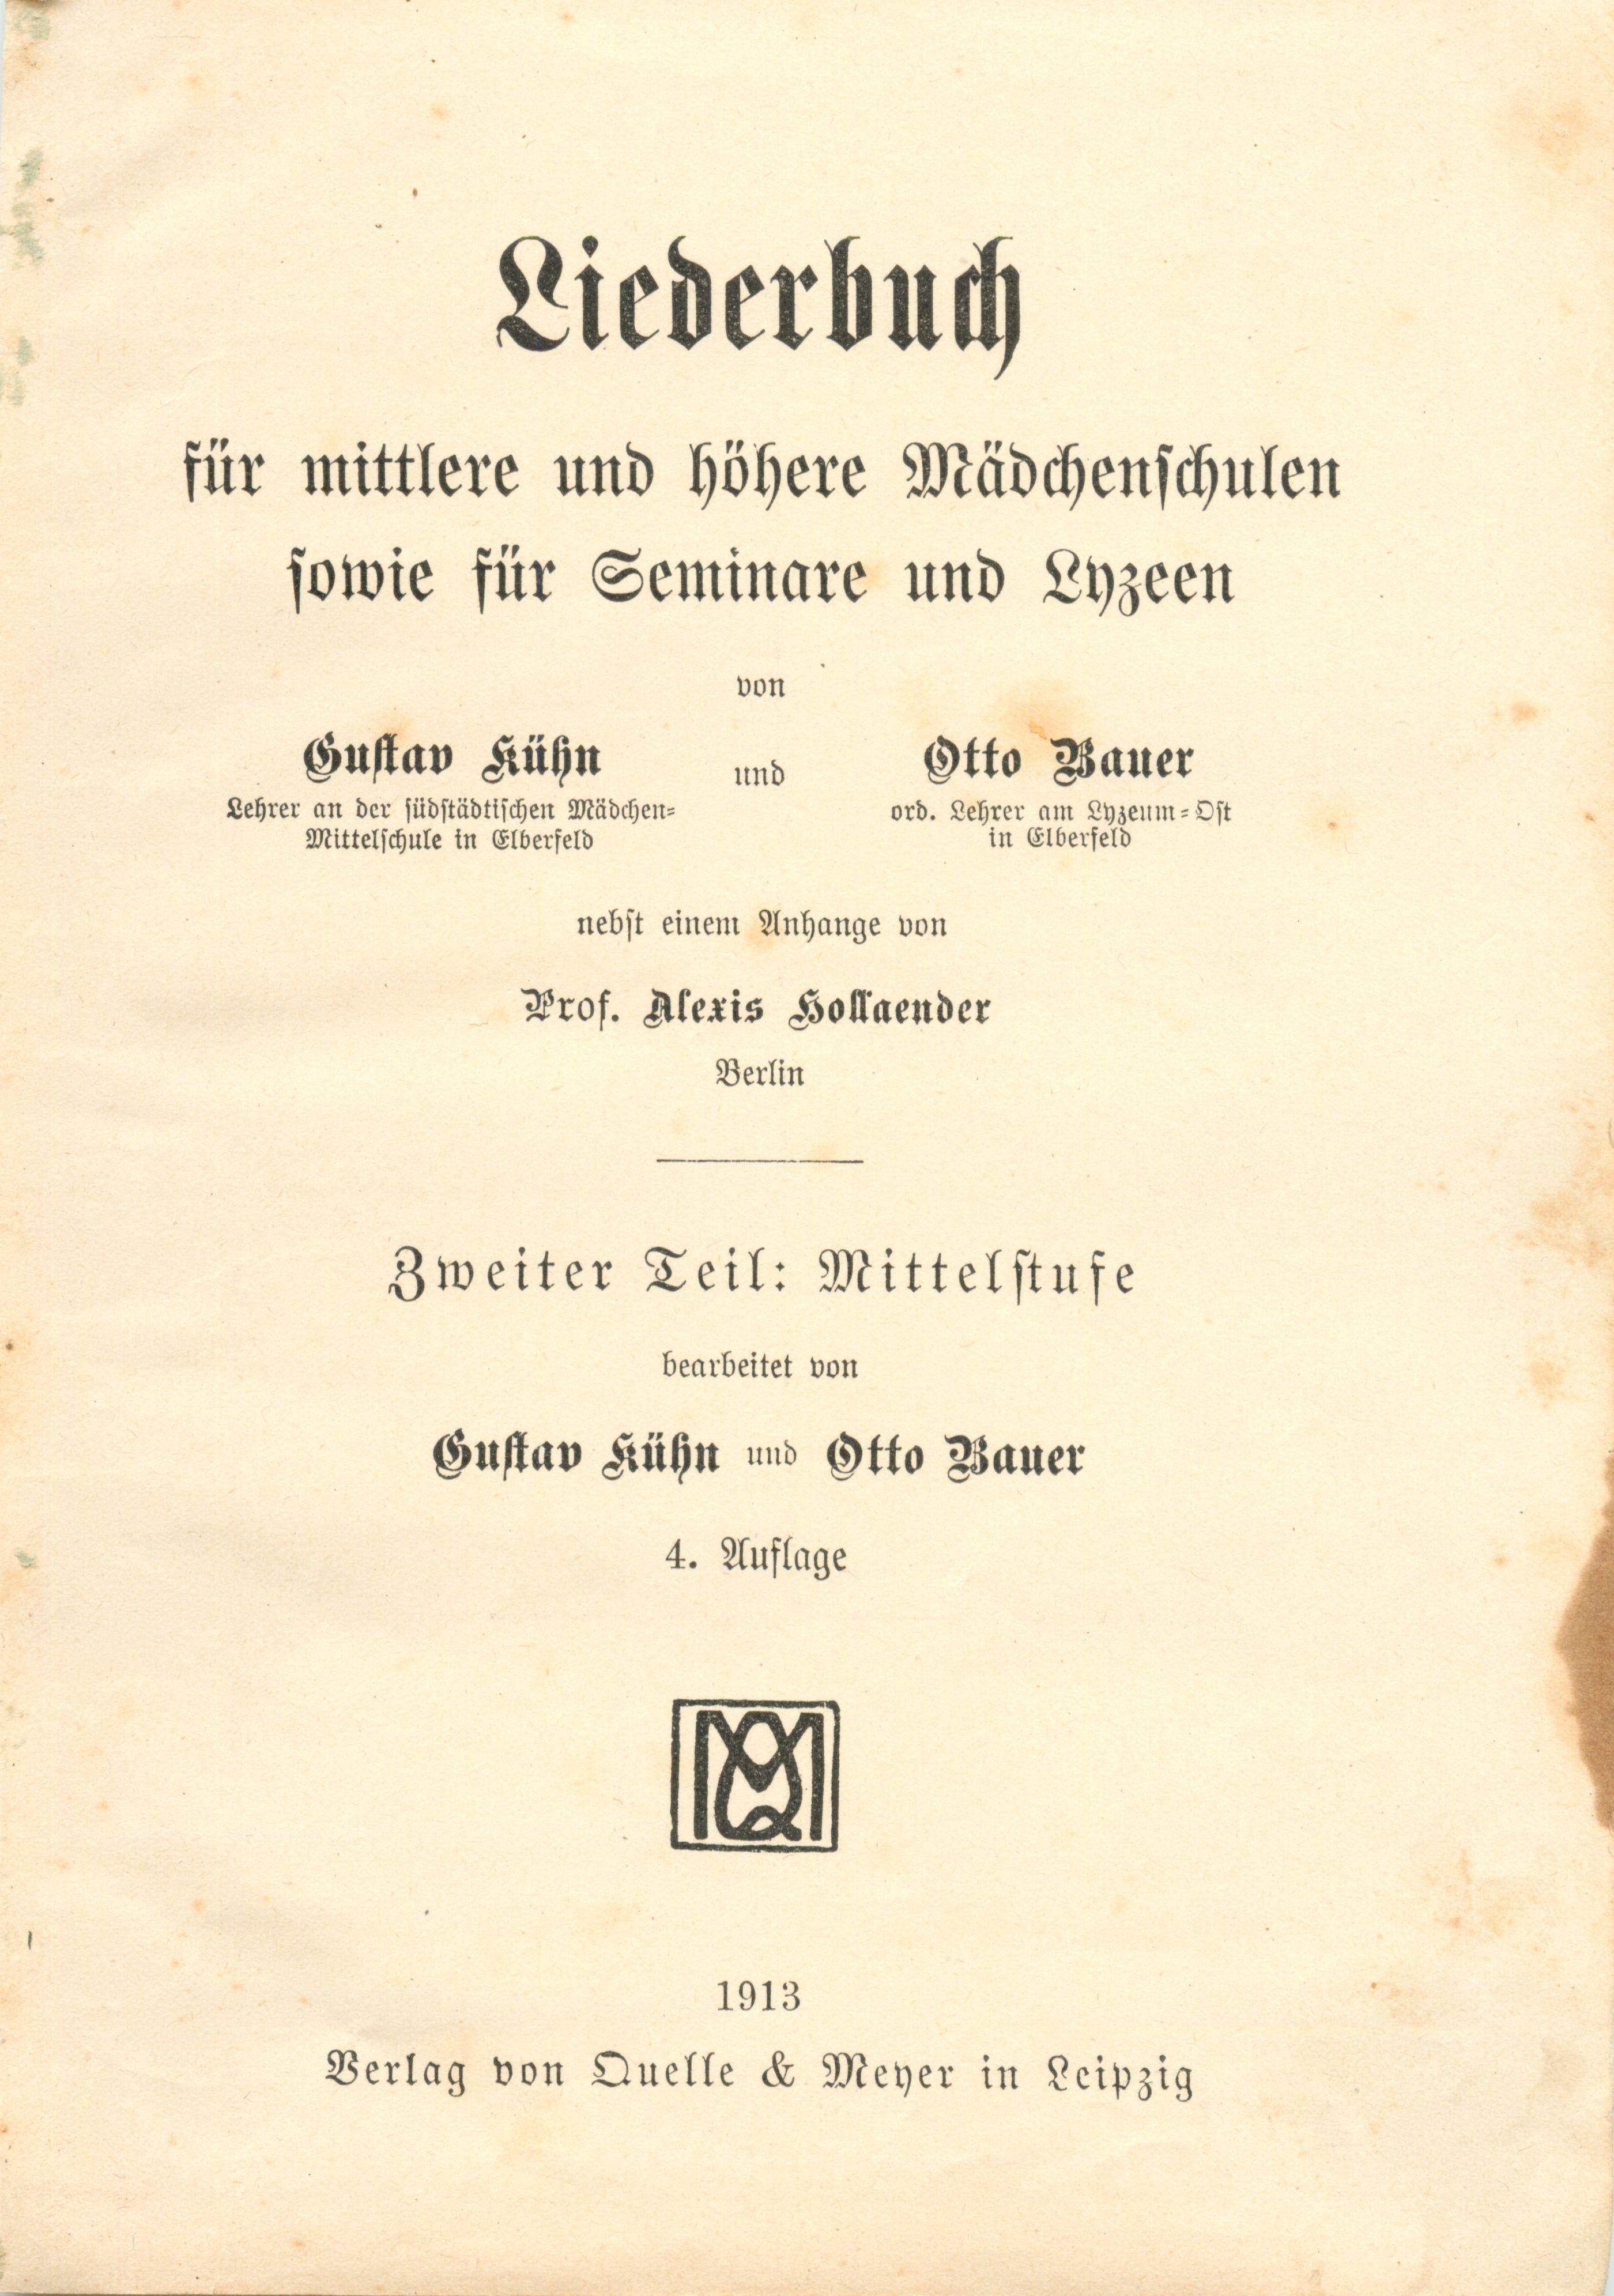 Liederbuch
für mittlere und höhere Mädchenschulen
sowie für Seminare und Lyzeen
von
Gustav Kühn und Otto Bauer
Lehrer an der südstädtischen Mädchen-
Mittelschule in Elberfeld
ord. Lehrer am Lyzeum-Ost
in Elberfeld
nebst einem Anhange von
Prof. Alexis Hollaender
Berlin
Zweiter Teil: Mittelstufe
bearbeitet von
Gustav Kühn und Otto Bauer
4. Auflage
QM
1913
Verlag von Quelle & Meyer in Leipzig